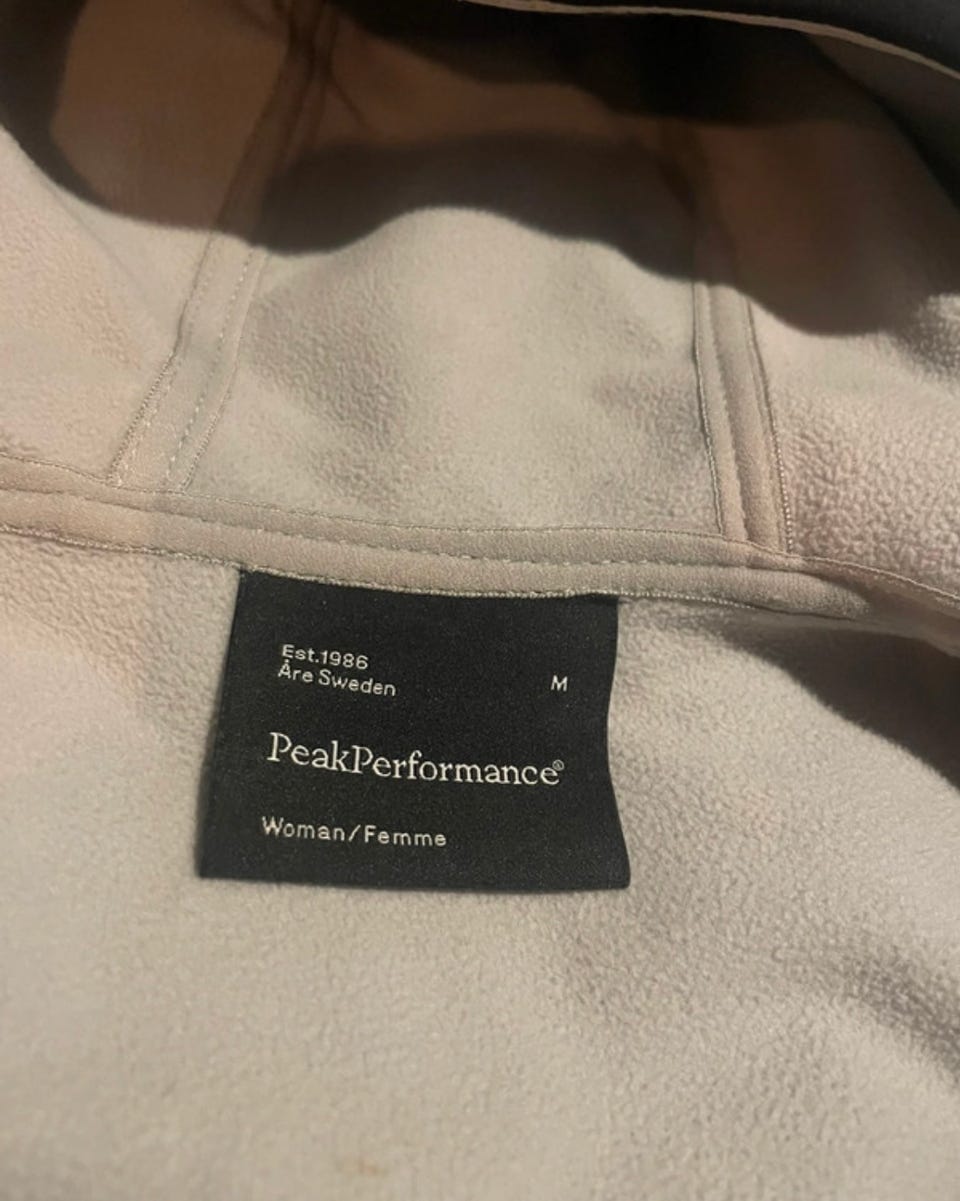 Est.1986
Åre Sweden
M
PeakPerformance®
Woman/Femme